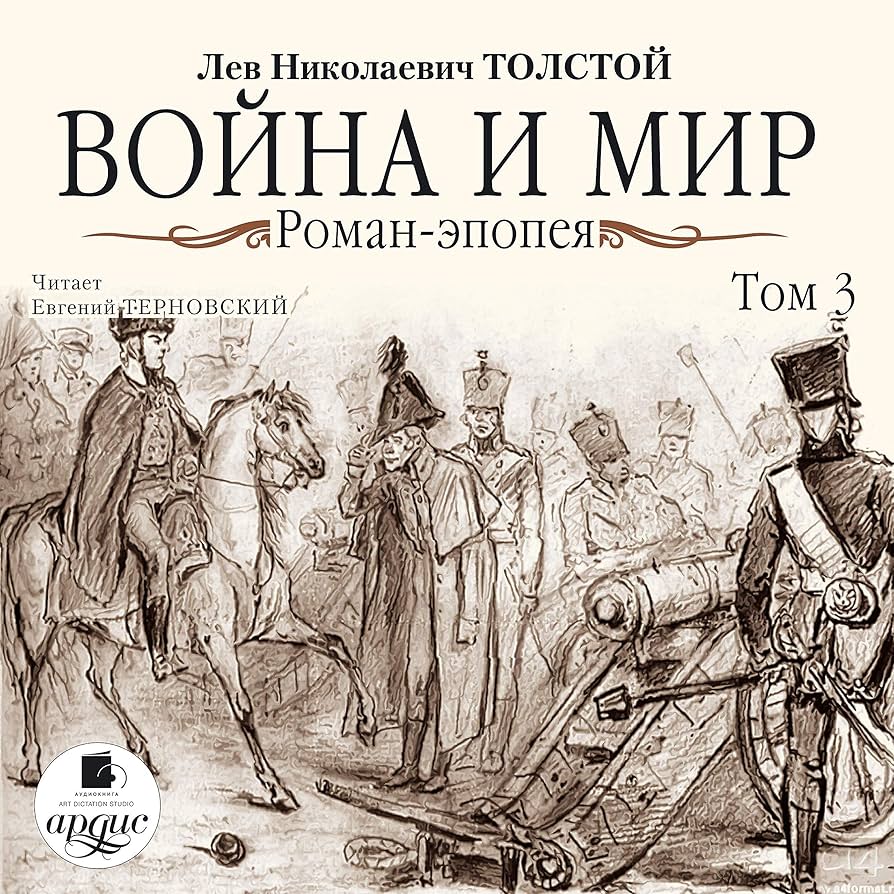 Лев Николаевич ТОЛСТОЙ
ВОЙНА И МИР
Роман-эпопея
Читает
Евгений ТЕРНОВСКИЙ
Том 3
АУДИОКНИГА
ART DICTATION STUDIO
ардис